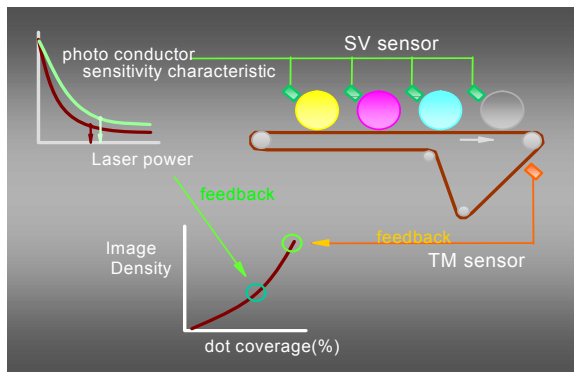 SV sensor
photo conductor
sensitivity characteristic
Laser power
feedback
feedback
Image
Density
TM sensor
dot coverage(%)